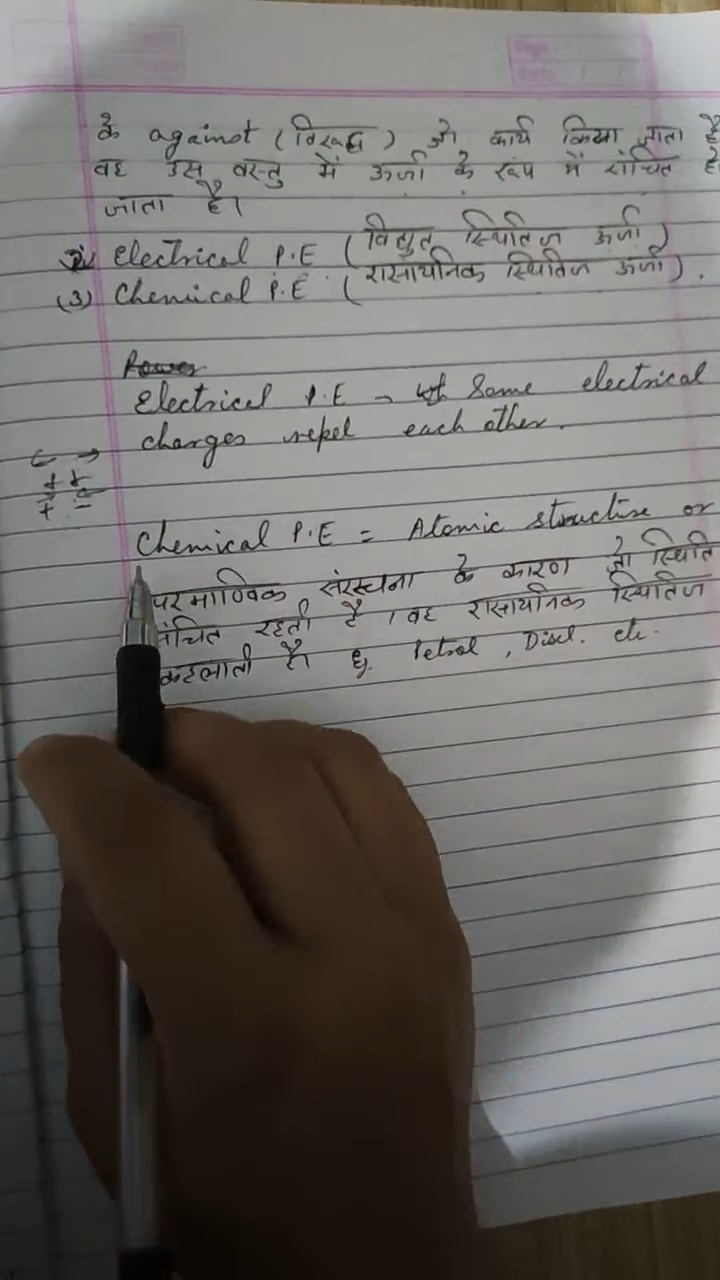 के against (विरुद्ध) जो कार्य किया जाता है
वह उस वस्तु में ऊर्जा के रूप में संचित हो
जाता है।
(2) Electrical P.E (विद्युत स्थितिज ऊर्जा)
(3) Chemical P.E (रासायनिक स्थितिज ऊर्जा).
Power
Electrical P.E → Same electrical
charges repel each other.
← →
+ +
+ -
Chemical P.E = Atomic structure or
परमाण्विक संरचना के कारण जो स्थिति
संचित रहती है, वह रासायनिक स्थितिज
कहलाती है। Eg. Petrol, Disel. etc.